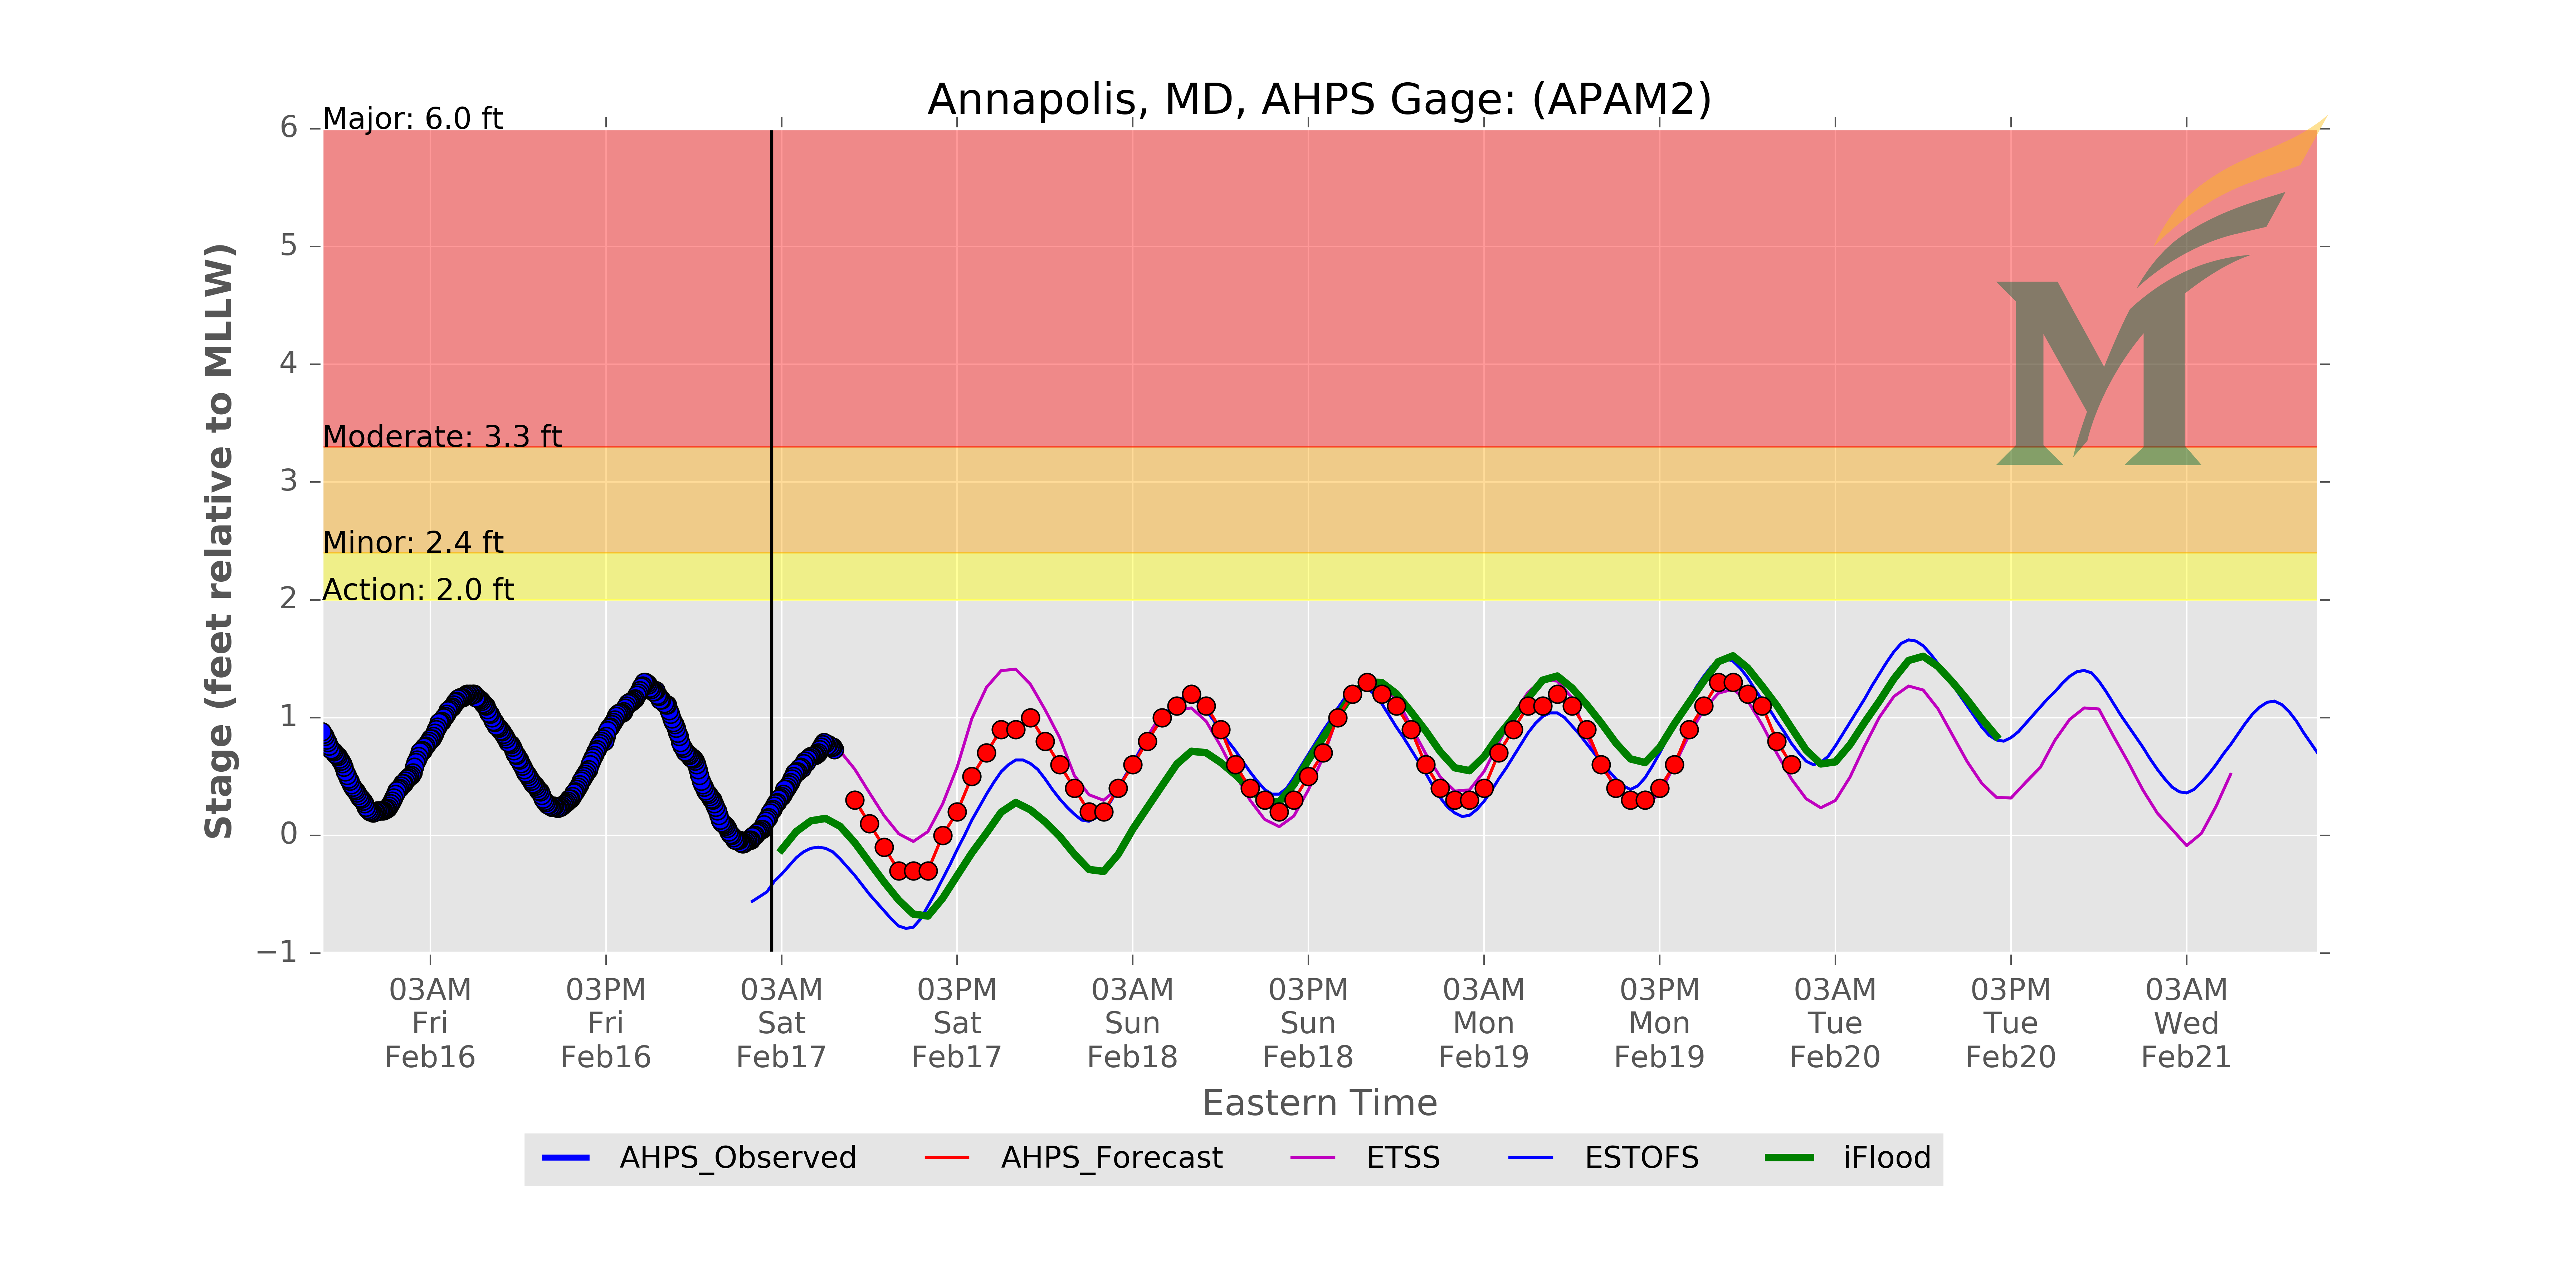 Annapolis, MD, AHPS Gage: (APAM2)
Major: 6.0 ft
Moderate: 3.3 ft
Minor: 2.4 ft
Action: 2.0 ft
6
5
4
3
2
1
0
−1
Stage (feet relative to MLLW)
03AM
Fri
Feb16
03PM
Fri
Feb16
03AM
Sat
Feb17
03PM
Sat
Feb17
03AM
Sun
Feb18
03PM
Sun
Feb18
03AM
Mon
Feb19
03PM
Mon
Feb19
03AM
Tue
Feb20
03PM
Tue
Feb20
03AM
Wed
Feb21
Eastern Time
AHPS_Observed
AHPS_Forecast
ETSS
ESTOFS
iFlood
M